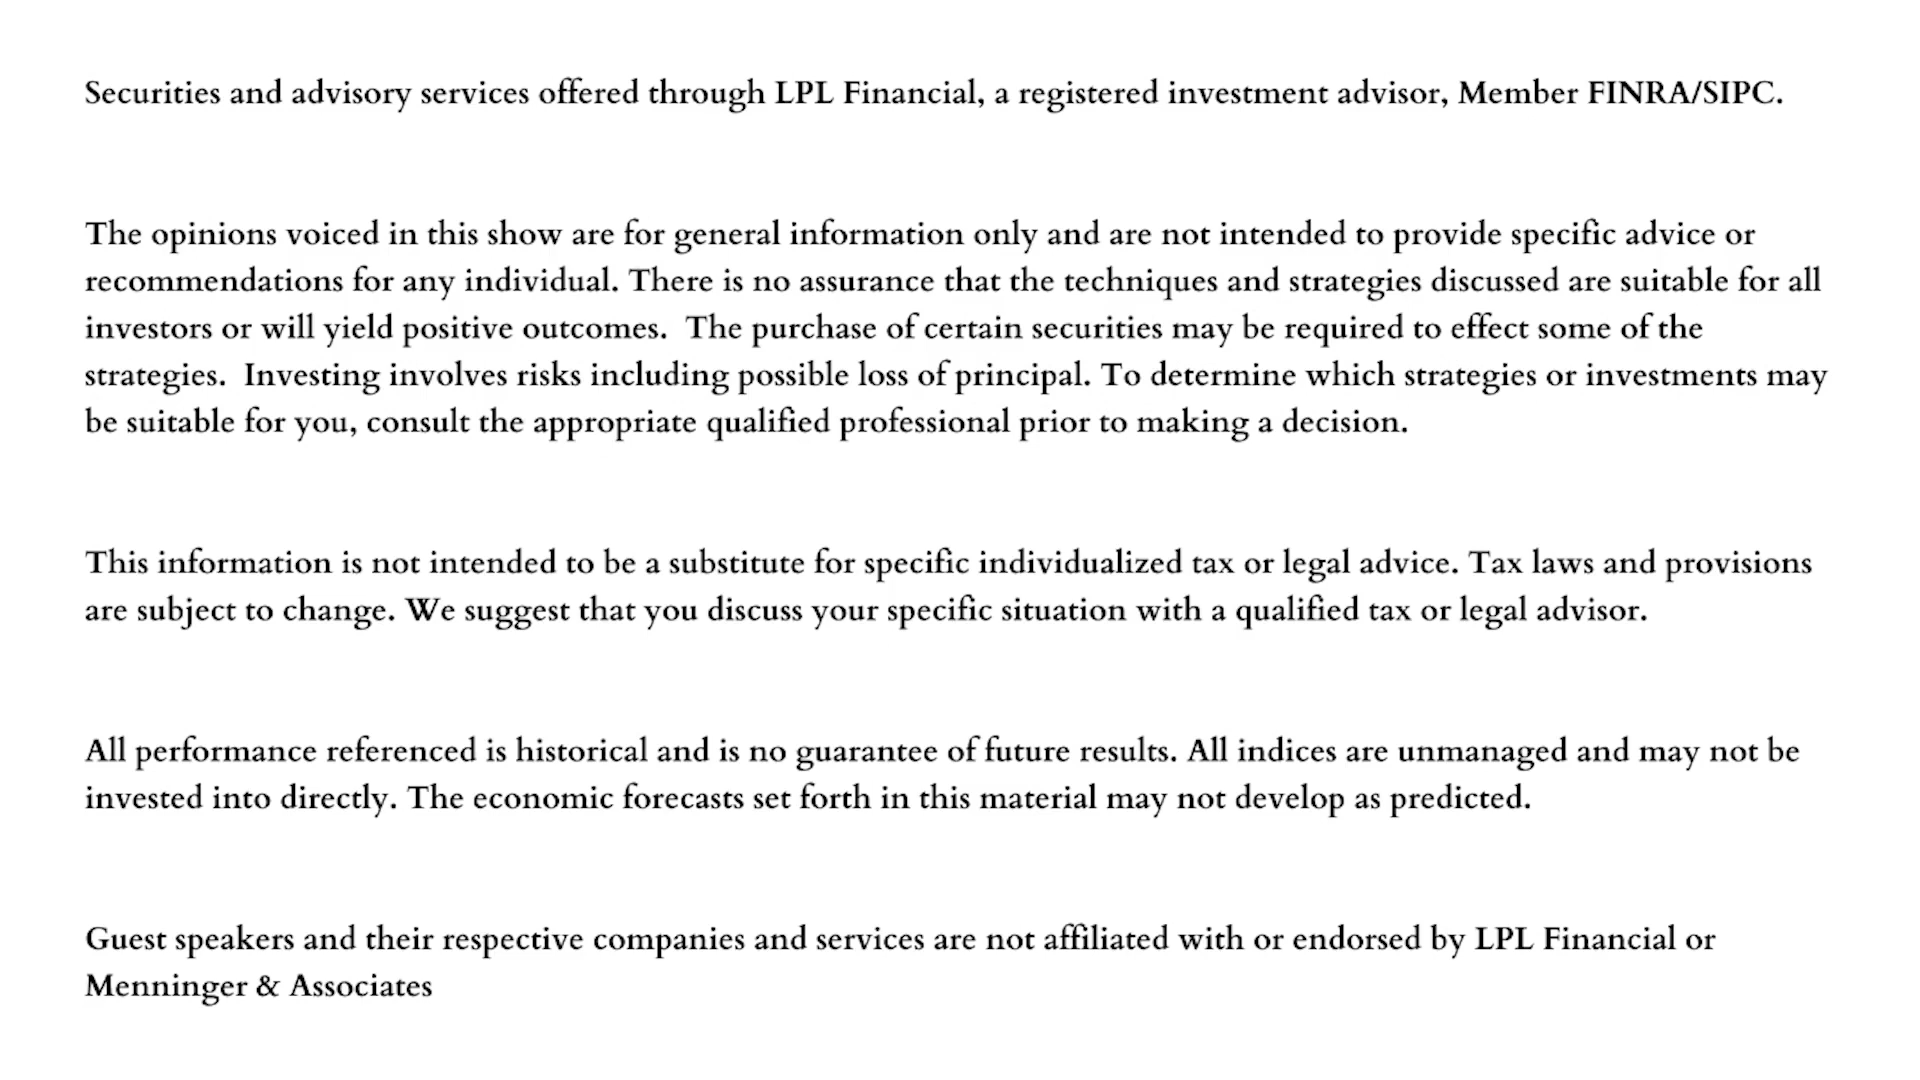 Securities and advisory services offered through LPL Financial, a registered investment advisor, Member FINRA/SIPC.
The opinions voiced in this show are for general information only and are not intended to provide specific advice or
recommendations for any individual. There is no assurance that the techniques and strategies discussed are suitable for all
investors or will yield positive outcomes.  The purchase of certain securities may be required to effect some of the
strategies.  Investing involves risks including possible loss of principal. To determine which strategies or investments may
be suitable for you, consult the appropriate qualified professional prior to making a decision.
This information is not intended to be a substitute for specific individualized tax or legal advice. Tax laws and provisions
are subject to change. We suggest that you discuss your specific situation with a qualified tax or legal advisor.
All performance referenced is historical and is no guarantee of future results. All indices are unmanaged and may not be
invested into directly. The economic forecasts set forth in this material may not develop as predicted.
Guest speakers and their respective companies and services are not affiliated with or endorsed by LPL Financial or
Menninger & Associates